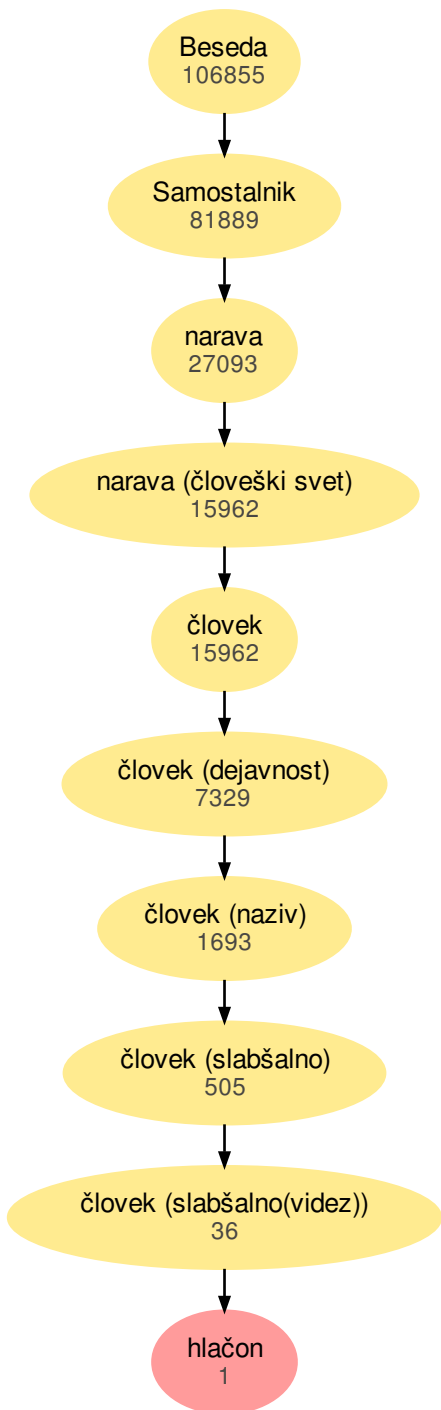 Beseda
106855
Samostalnik
81889
narava
27093
narava (človeški svet)
15962
človek
15962
človek (dejavnost)
7329
človek (naziv)
1693
človek (slabšalno)
505
človek (slabšalno(videz))
36
hlačon
1